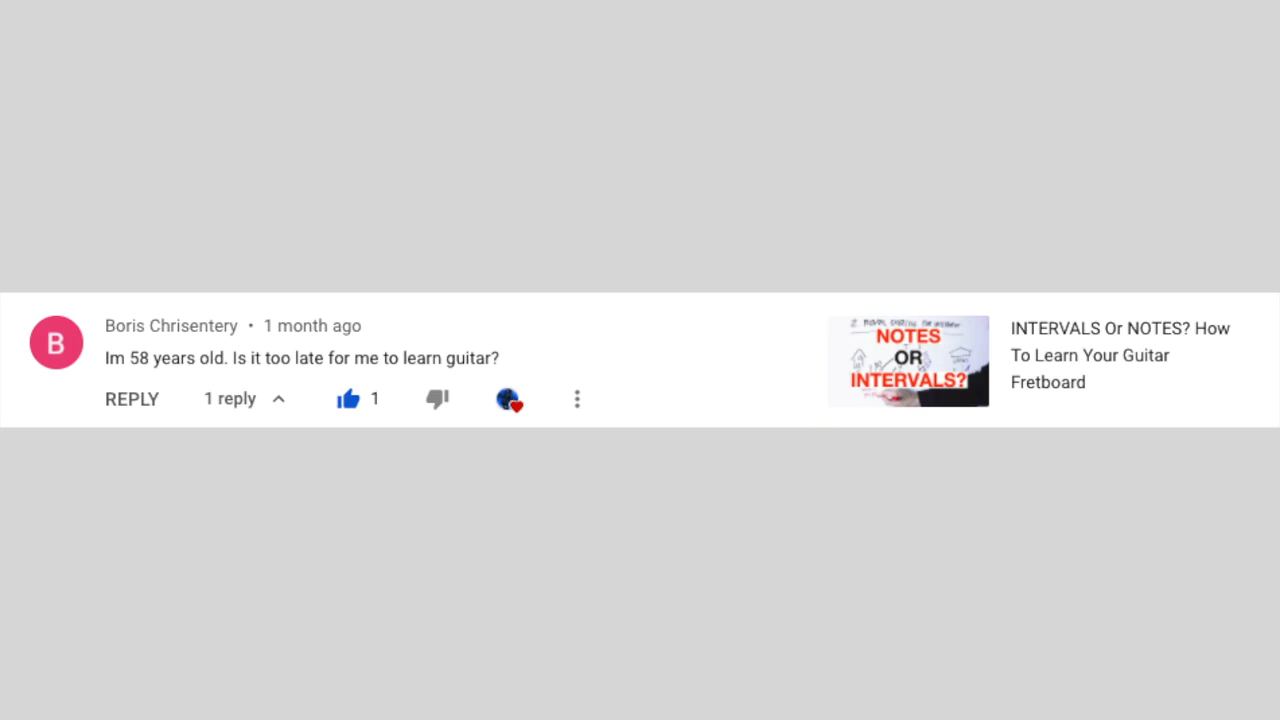 B
Boris Chrisentery • 1 month ago
Im 58 years old. Is it too late for me to learn guitar?
REPLY 1 reply 1
NOTES
OR
INTERVALS?
INTERVALS Or NOTES? How
To Learn Your Guitar
Fretboard